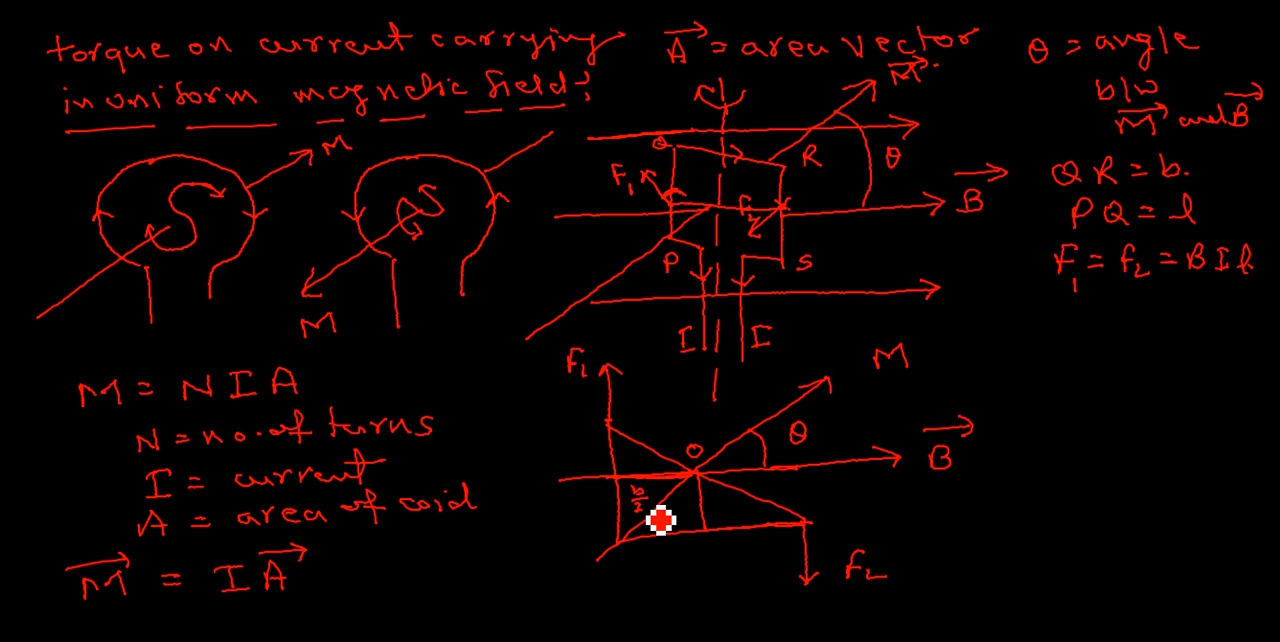 torque on current carrying
in uniform magnetic field:
A = area vector
θ = angle
b/w
M and B
M
M
M
Q
R
θ
F1
F2
B
P
S
I I
QR = b.
PQ = l
F1 = f2 = BIl
M = NIA
N = no. of turns
I = current
A = area of coid
M = IA
F1
M
O
θ
B
b/2
F2